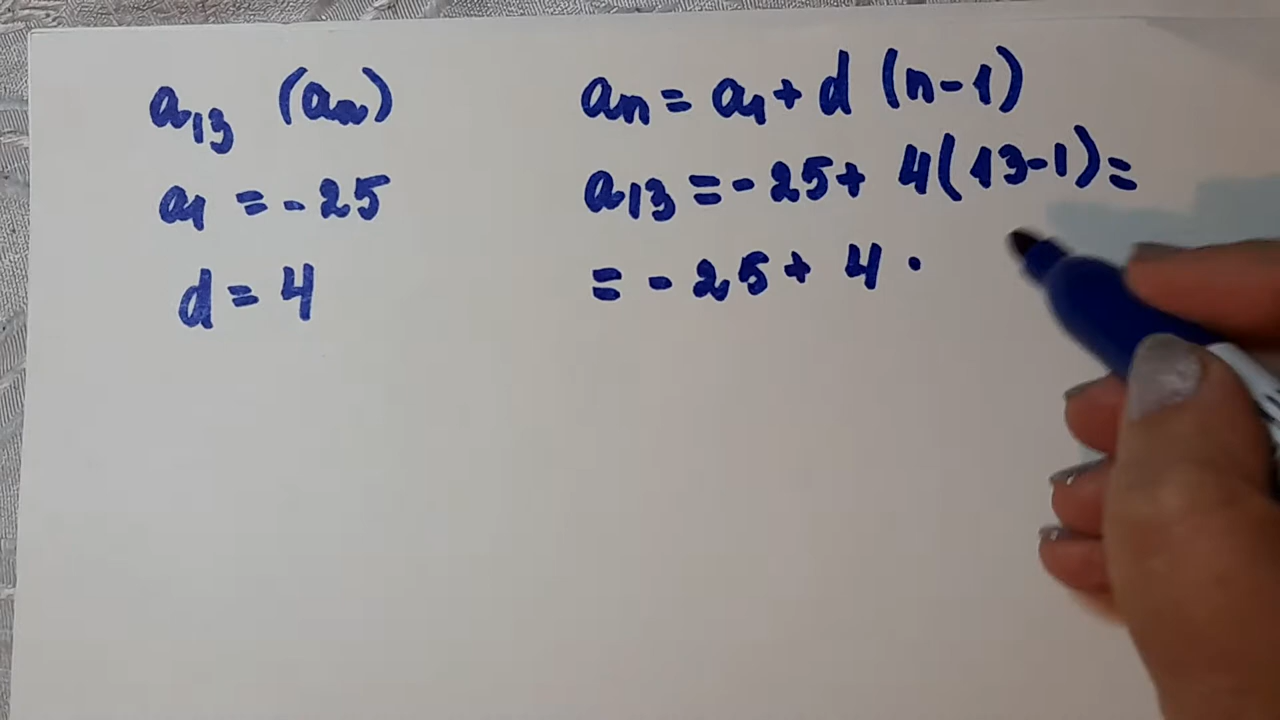 a₁₃ (aₙ)
a₁ = -25
d = 4
aₙ = a₁ + d (n-1)
a₁₃ = -25 + 4(13-1) =
= -25 + 4 ·